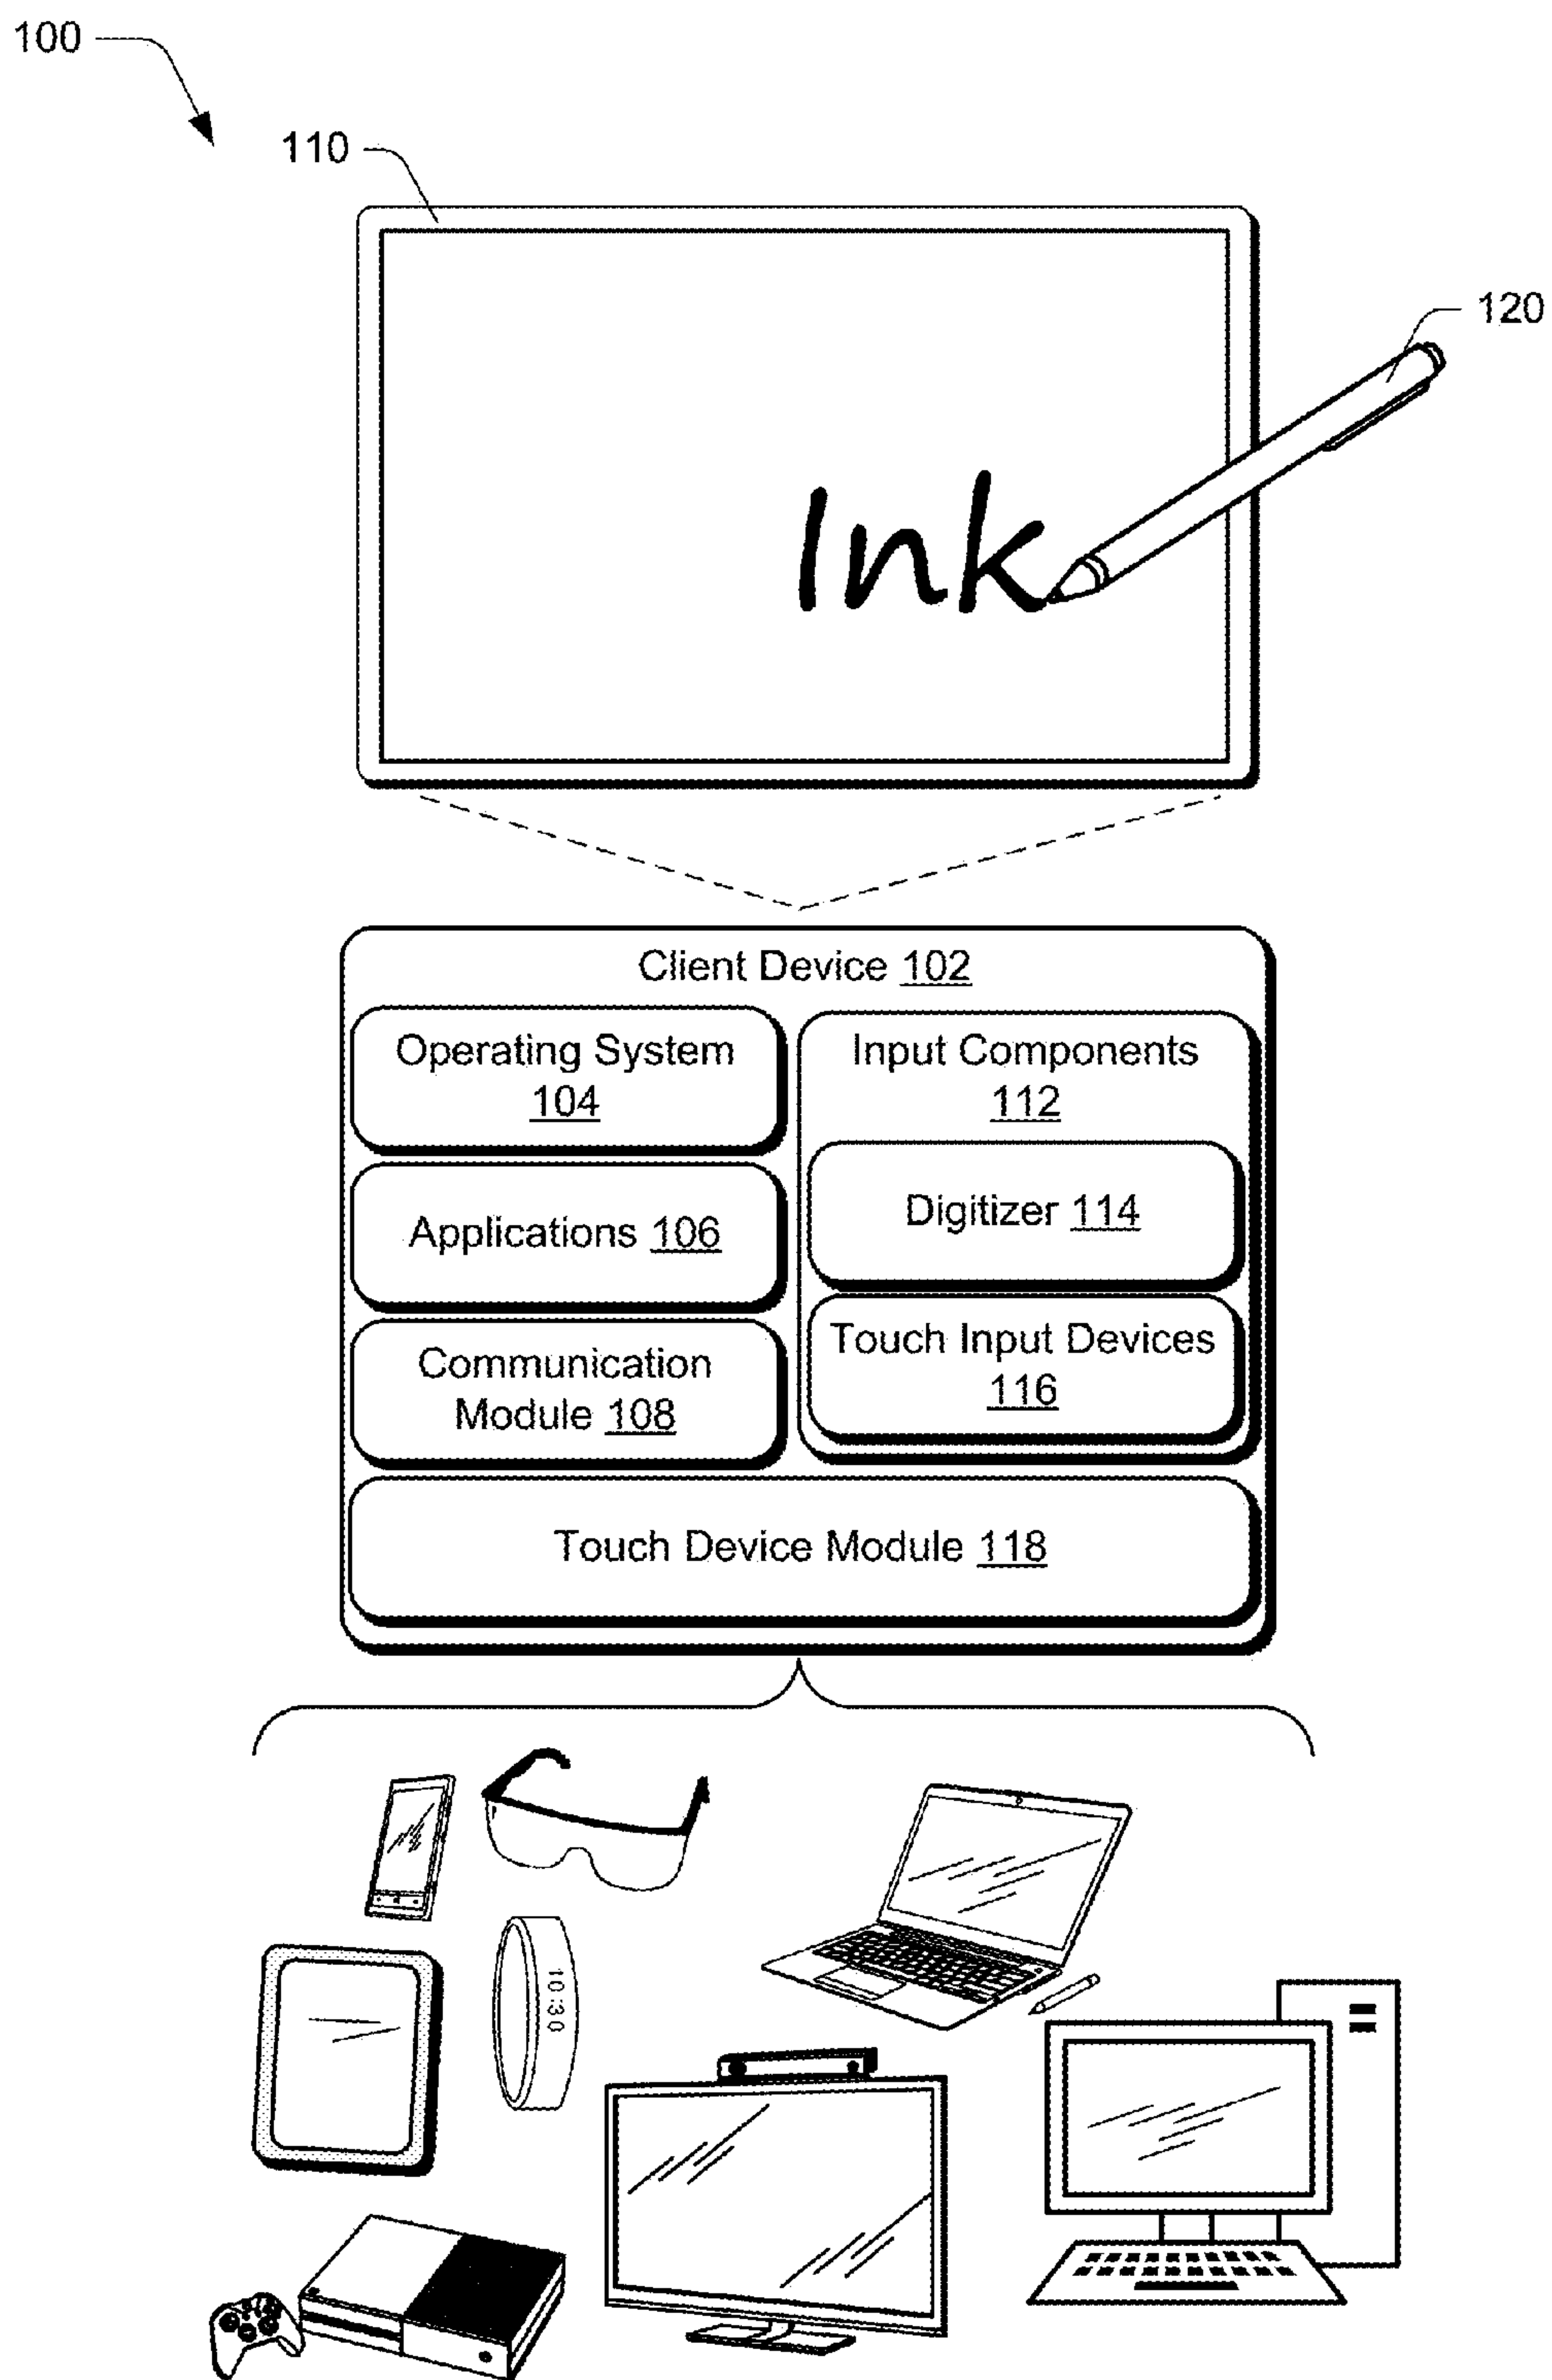 100
110
120
Ink
Client Device 102
Operating System
104
Applications 106
Communication
Module 108
Input Components
112
Digitizer 114
Touch Input Devices
116
Touch Device Module 118
10:30